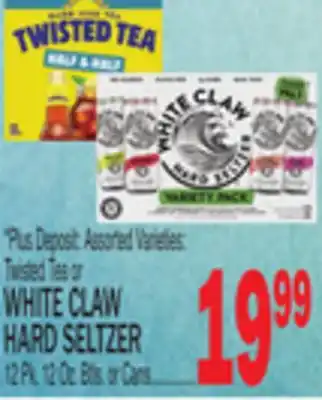 TWISTED TEA
HALF & HALF
WHITE CLAW
HARD SELTZER
VARIETY PACK
*Plus Deposit. Assorted Varieties:
Twisted Tea or
WHITE CLAW
HARD SELTZER
12 Pk. 12 Oz. Btls. or Cans
19 99